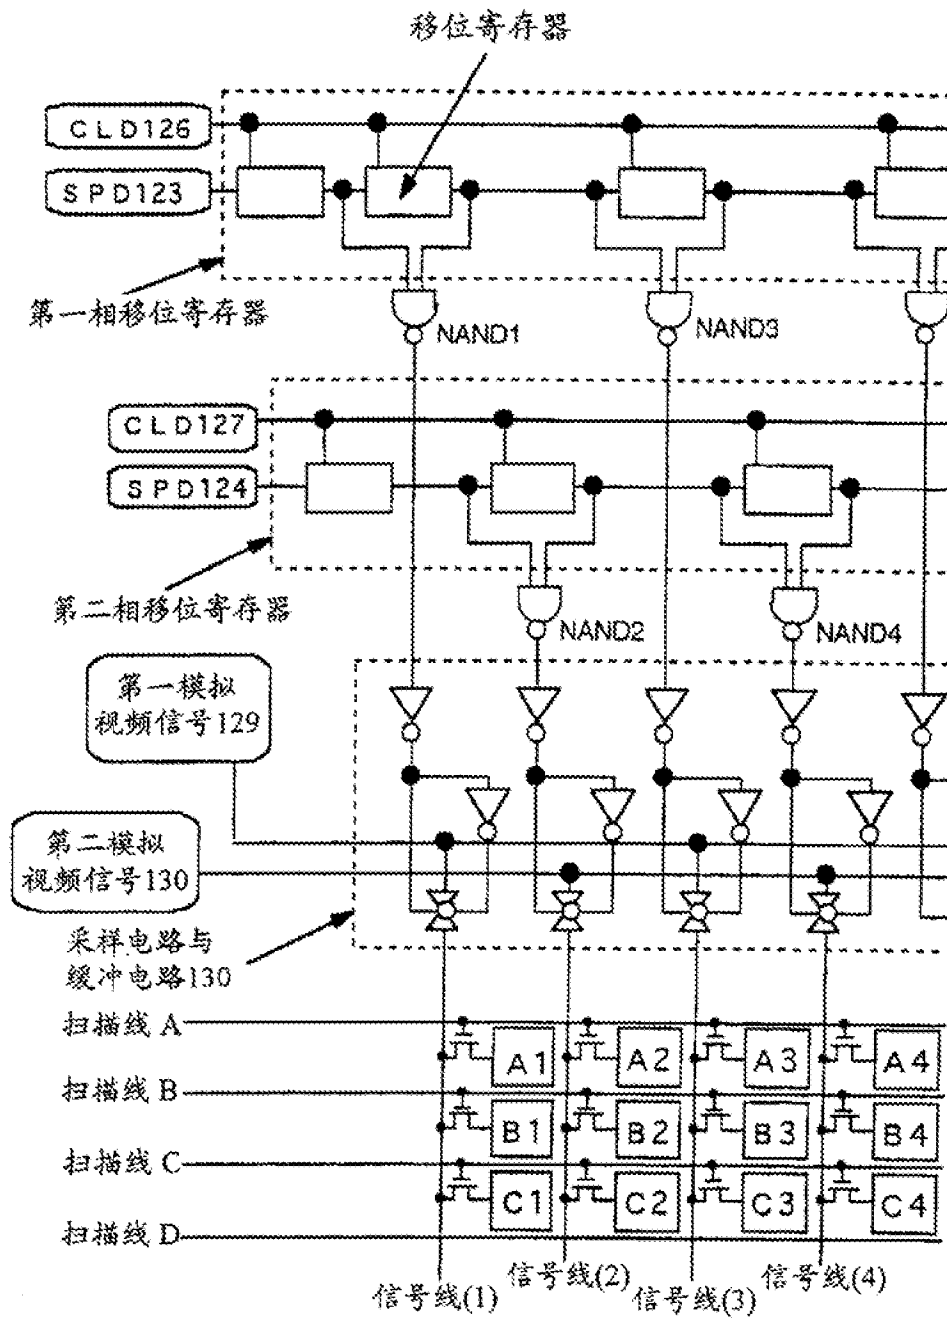 移位寄存器
CLD126
SPD123
第一相移位寄存器
NAND1
NAND3
CLD127
SPD124
第二相移位寄存器
NAND2
NAND4
第一模拟
视频信号129
第二模拟
视频信号130
采样电路与
缓冲电路130
扫描线 A
A1 A2 A3 A4
扫描线 B
B1 B2 B3 B4
扫描线 C
C1 C2 C3 C4
扫描线 D
信号线(1) 信号线(2) 信号线(3) 信号线(4)